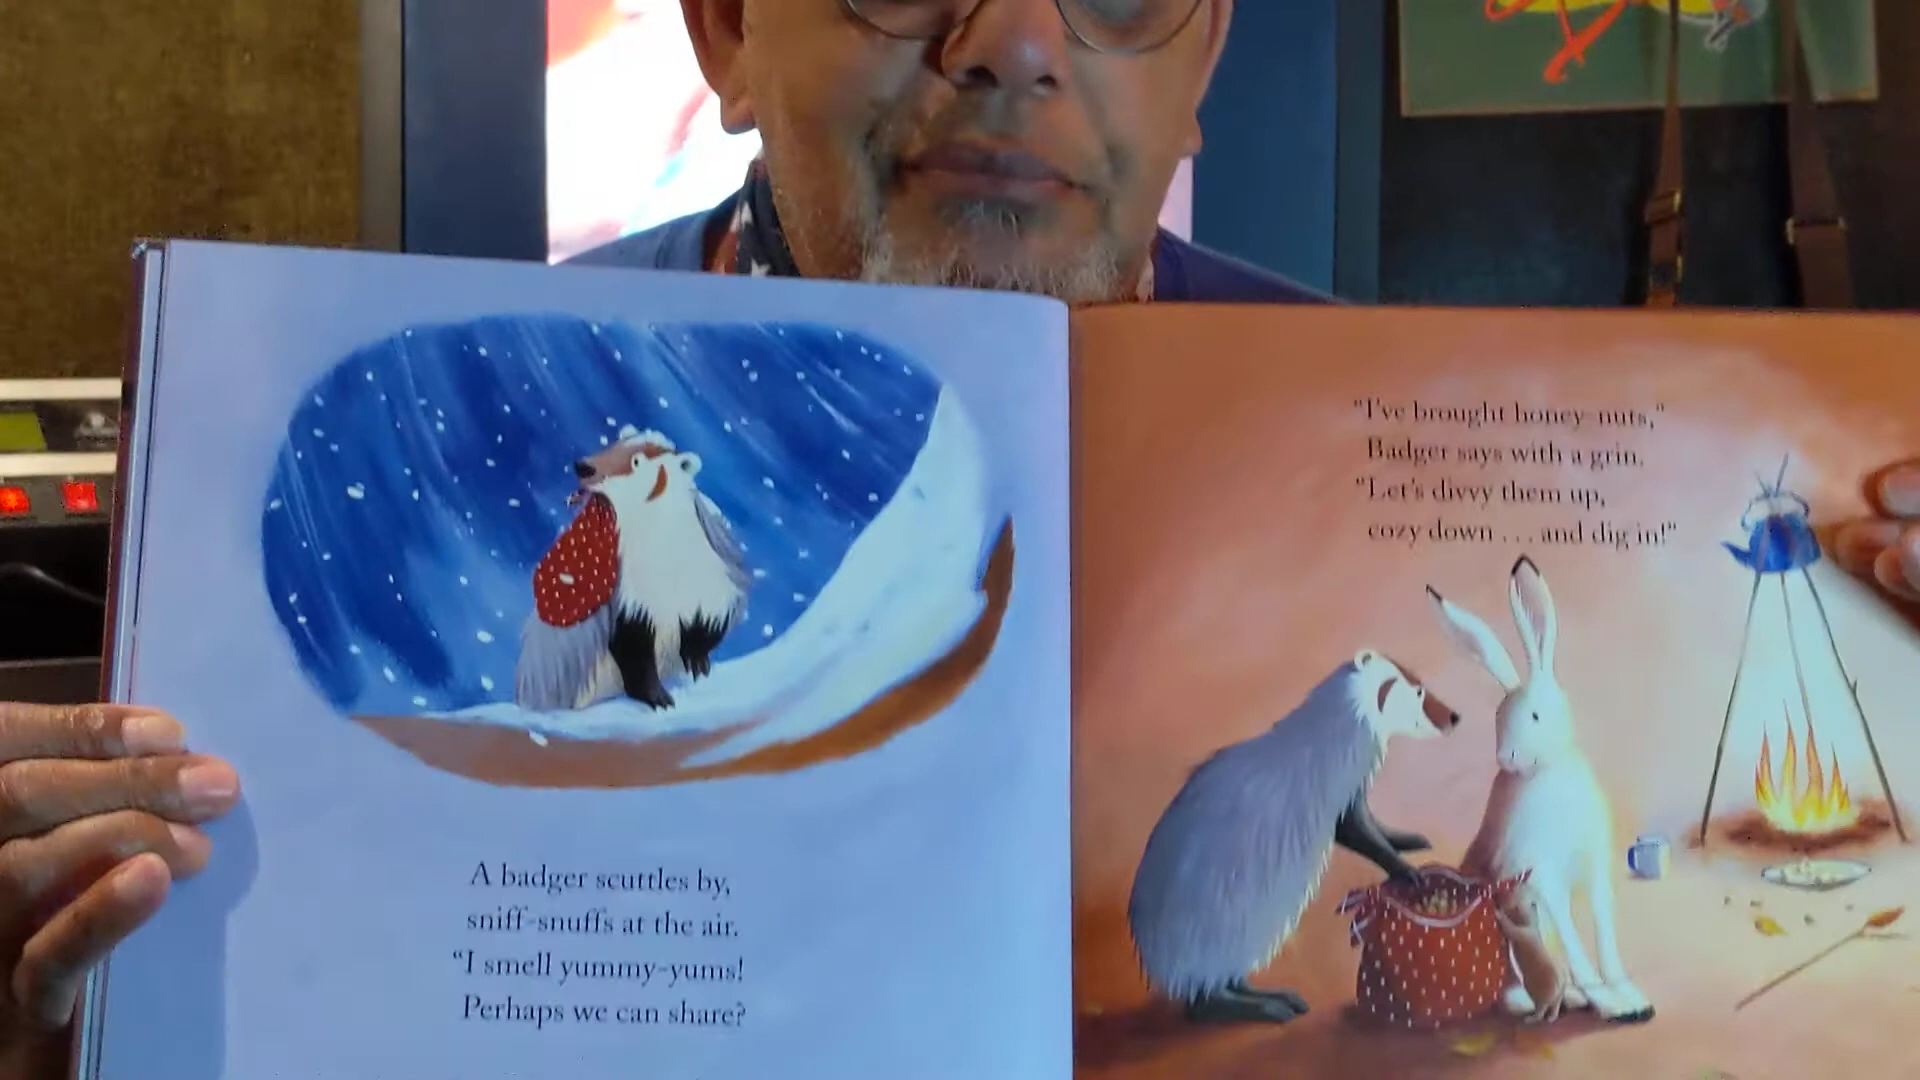 A badger scuttles by,
sniff-snuffs at the air.
"I smell yummy-yums!
Perhaps we can share?
"I've brought honey-nuts,"
Badger says with a grin.
"Let's divvy them up,
cozy down . . . and dig in!"